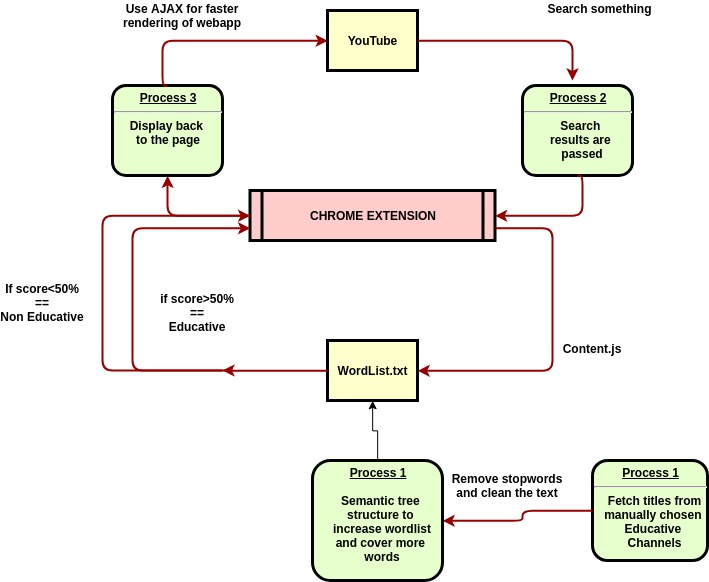 Use AJAX for faster
rendering of webapp
Search something
YouTube
Process 3
Display back
to the page
Process 2
Search
results are
passed
CHROME EXTENSION
If score<50%
==
Non Educative
if score>50%
==
Educative
Content.js
WordList.txt
Process 1
Semantic tree
structure to
increase wordlist
and cover more
words
Remove stopwords
and clean the text
Process 1
Fetch titles from
manually chosen
Educative
Channels